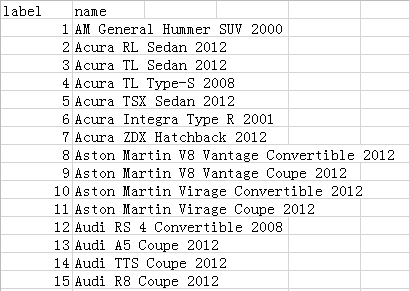 label name
1 AM General Hummer SUV 2000
2 Acura RL Sedan 2012
3 Acura TL Sedan 2012
4 Acura TL Type-S 2008
5 Acura TSX Sedan 2012
6 Acura Integra Type R 2001
7 Acura ZDX Hatchback 2012
8 Aston Martin V8 Vantage Convertible 2012
9 Aston Martin V8 Vantage Coupe 2012
10 Aston Martin Virage Convertible 2012
11 Aston Martin Virage Coupe 2012
12 Audi RS 4 Convertible 2008
13 Audi A5 Coupe 2012
14 Audi TTS Coupe 2012
15 Audi R8 Coupe 2012